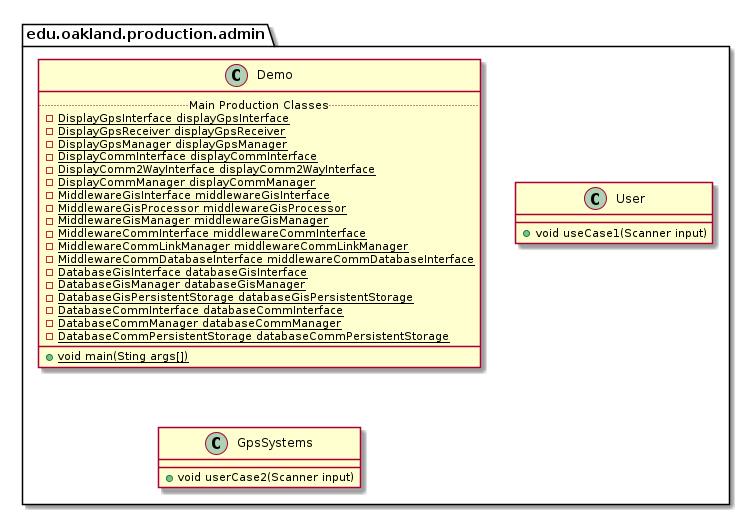 edu.oakland.production.admin
C Demo
Main Production Classes
DisplayGpsInterface displayGpsInterface
DisplayGpsReceiver displayGpsReceiver
DisplayGpsManager displayGpsManager
DisplayCommInterface displayCommInterface
DisplayComm2WayInterface displayComm2WayInterface
DisplayCommManager displayCommManager
MiddlewareGisInterface middlewareGisInterface
MiddlewareGisProcessor middlewareGisProcessor
MiddlewareGisManager middlewareGisManager
MiddlewareCommInterface middlewareCommInterface
MiddlewareCommLinkManager middlewareCommLinkManager
MiddlewareCommDatabaseInterface middlewareCommDatabaseInterface
DatabaseGisInterface databaseGisInterface
DatabaseGisManager databaseGisManager
DatabaseGisPersistentStorage databaseGisPersistentStorage
DatabaseCommInterface databaseCommInterface
DatabaseCommManager databaseCommManager
DatabaseCommPersistentStorage databaseCommPersistentStorage
void main(Sting args[])
C User
void useCase1(Scanner input)
C GpsSystems
void userCase2(Scanner input)